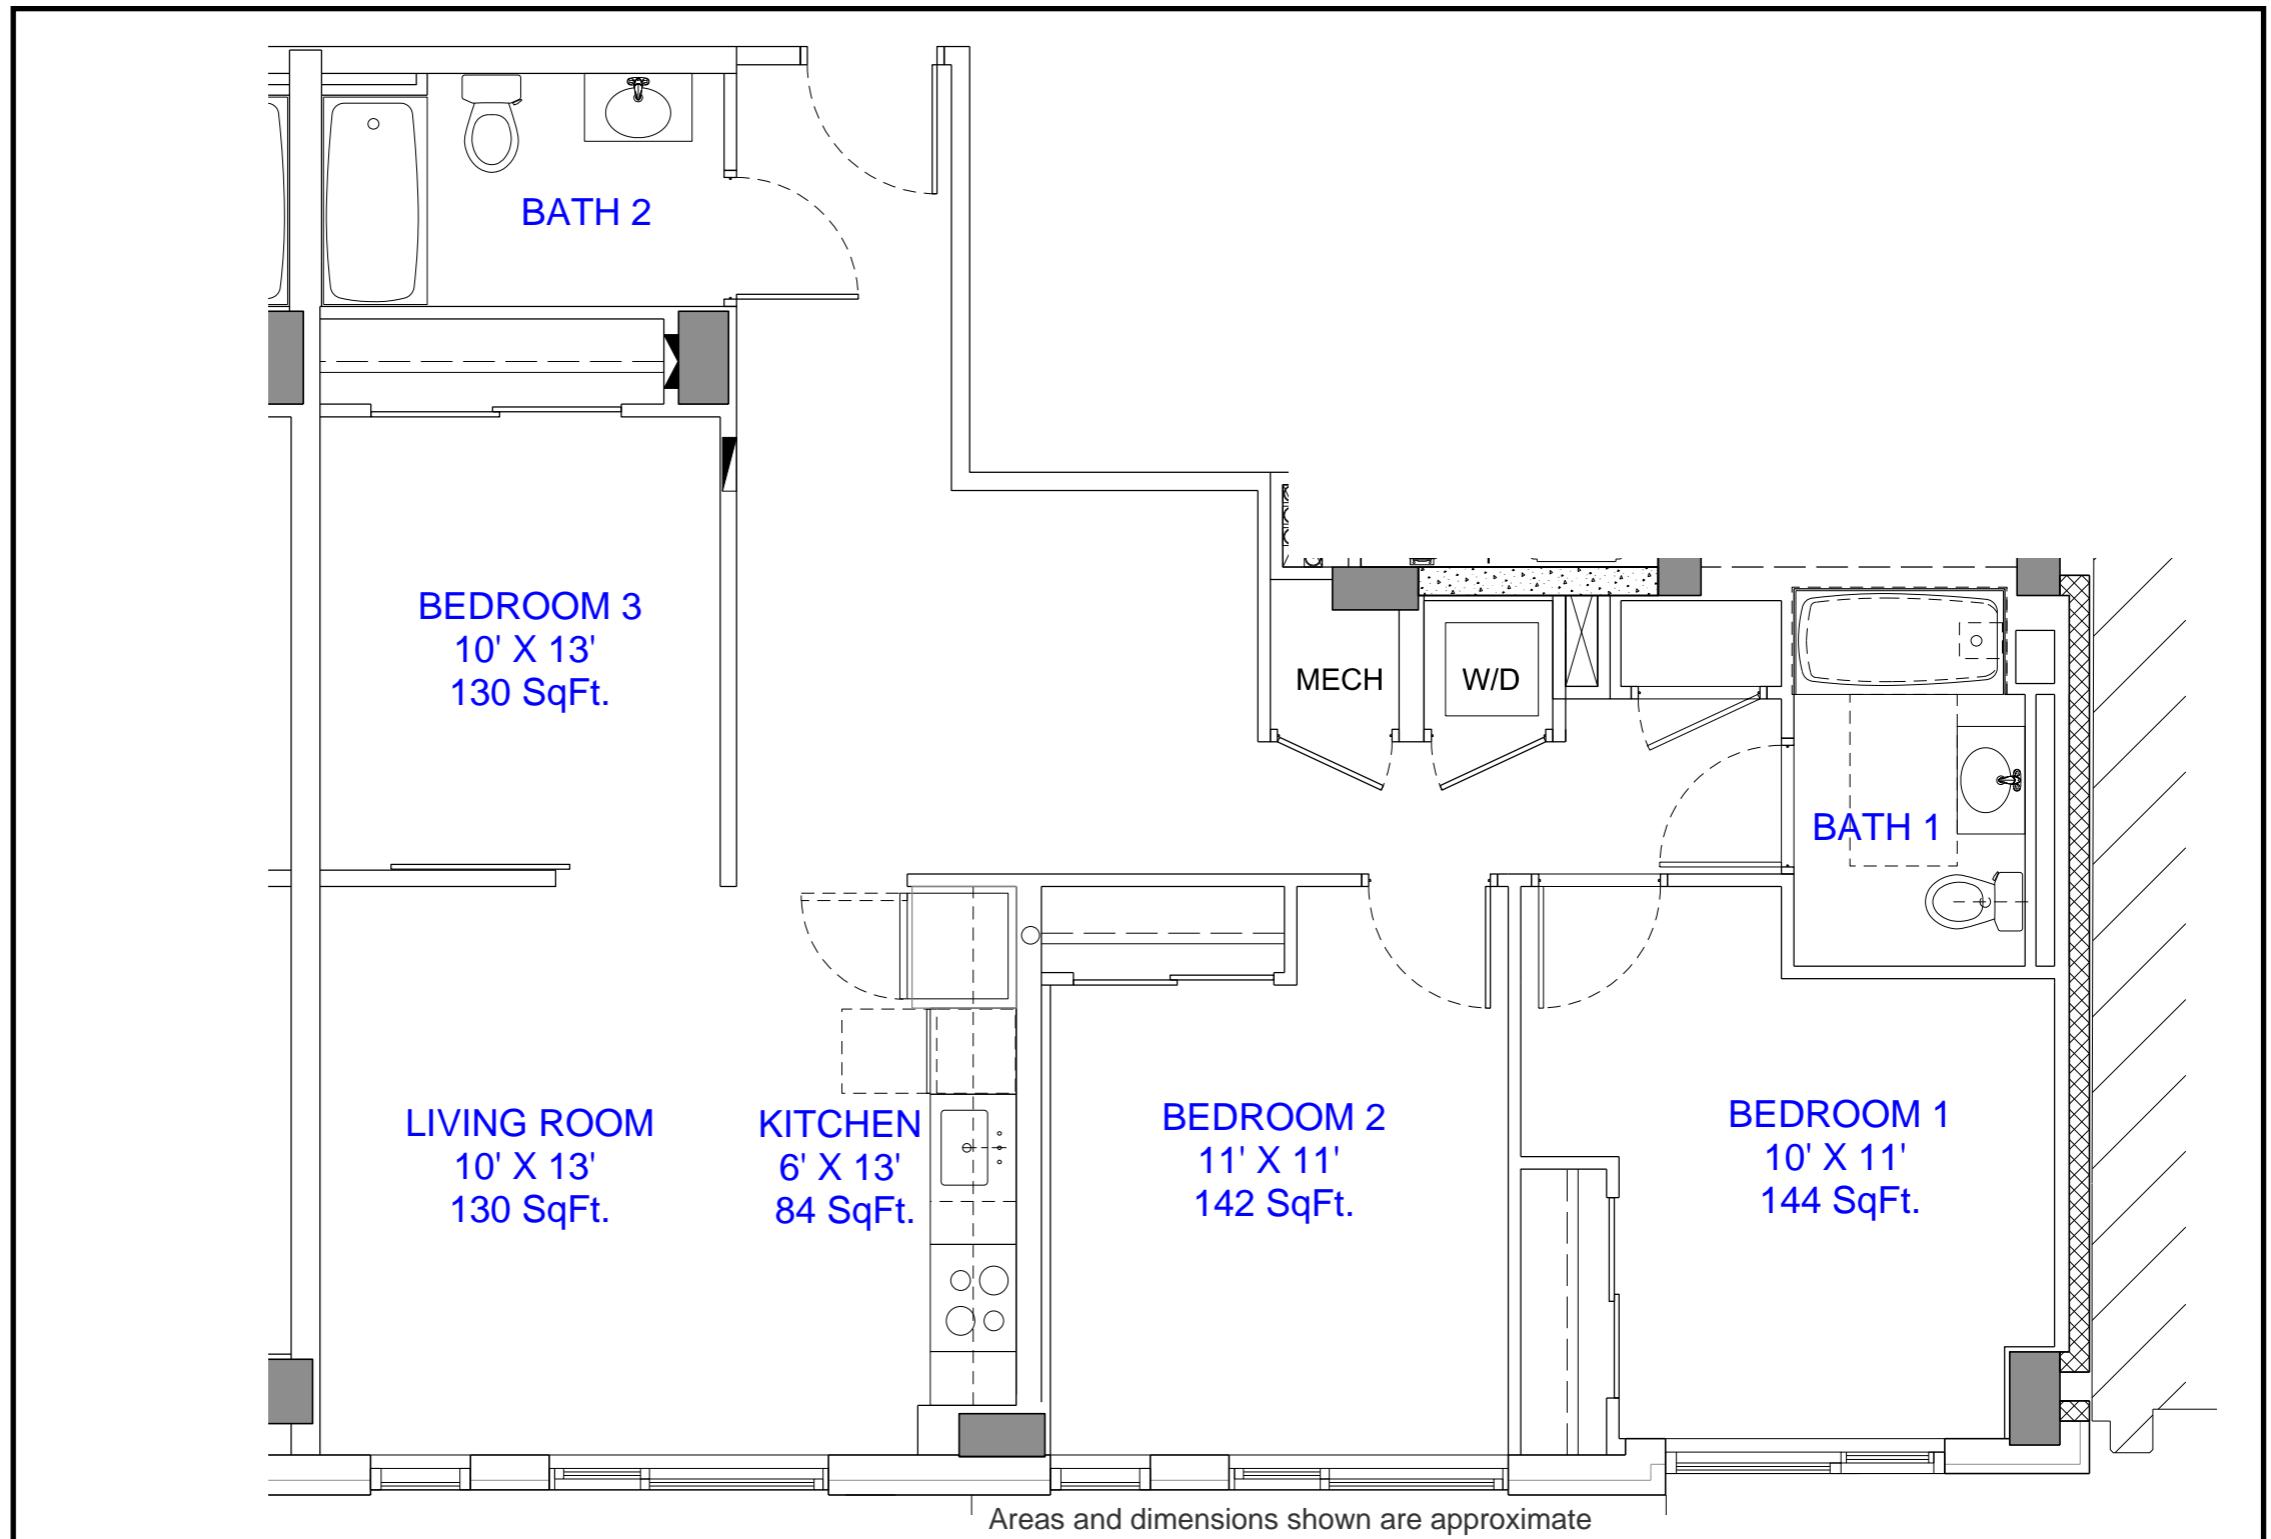 BATH 2
BEDROOM 3
10' X 13'
130 SqFt.
MECH
W/D
BATH 1
LIVING ROOM
10' X 13'
130 SqFt.
KITCHEN
6' X 13'
84 SqFt.
BEDROOM 2
11' X 11'
142 SqFt.
BEDROOM 1
10' X 11'
144 SqFt.
Areas and dimensions shown are approximate